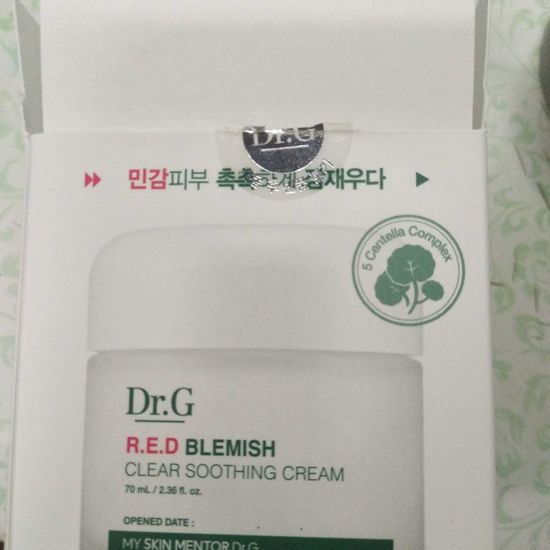 Dr.G
민감피부 촉촉하게 잠재우다
5 Centella Complex
Dr.G
R.E.D BLEMISH
CLEAR SOOTHING CREAM
70 mL / 2.36 fl. oz.
OPENED DATE :
MY SKIN MENTOR Dr.G